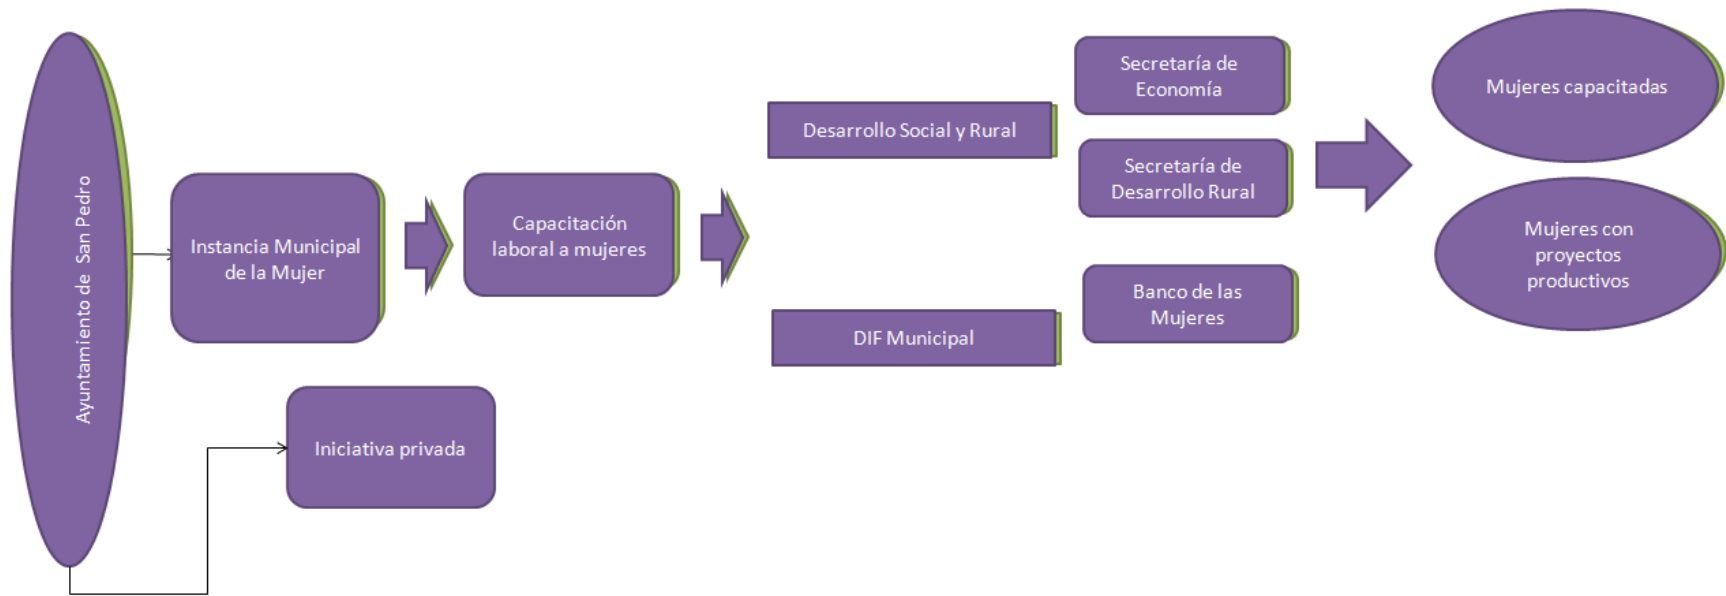 Ayuntamiento de San Pedro
Instancia Municipal
de la Mujer
Iniciativa privada
Capacitación
laboral a mujeres
Desarrollo Social y Rural
DIF Municipal
Secretaría de
Economía
Secretaría de
Desarrollo Rural
Banco de las
Mujeres
Mujeres capacitadas
Mujeres con
proyectos
productivos